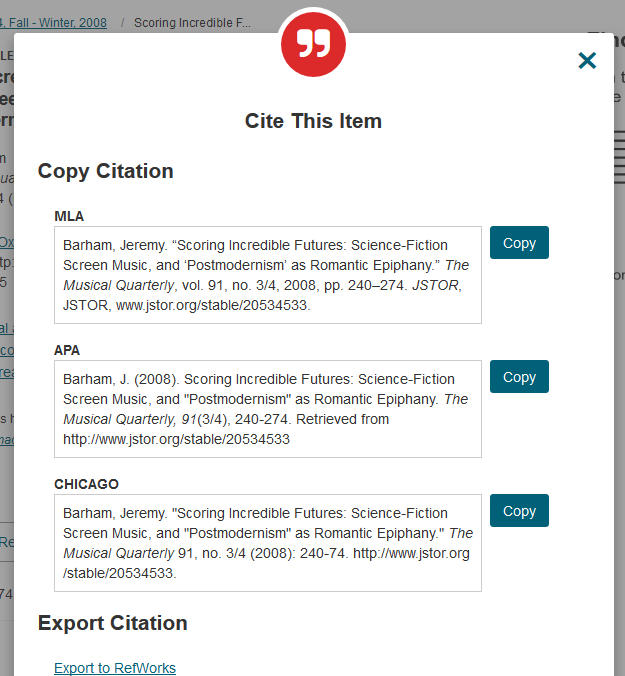 4, Fall - Winter, 2008 / Scoring Incredible F...
Cite This Item
Copy Citation
MLA
Barham, Jeremy. “Scoring Incredible Futures: Science-Fiction
Screen Music, and ‘Postmodernism’ as Romantic Epiphany.” The
Musical Quarterly, vol. 91, no. 3/4, 2008, pp. 240–274. JSTOR,
JSTOR, www.jstor.org/stable/20534533.
Copy
APA
Barham, J. (2008). Scoring Incredible Futures: Science-Fiction
Screen Music, and "Postmodernism" as Romantic Epiphany. The
Musical Quarterly, 91(3/4), 240-274. Retrieved from
http://www.jstor.org/stable/20534533
Copy
CHICAGO
Barham, Jeremy. "Scoring Incredible Futures: Science-Fiction
Screen Music, and "Postmodernism" as Romantic Epiphany." The
Musical Quarterly 91, no. 3/4 (2008): 240-74. http://www.jstor.org
/stable/20534533.
Copy
Export Citation
Export to RefWorks